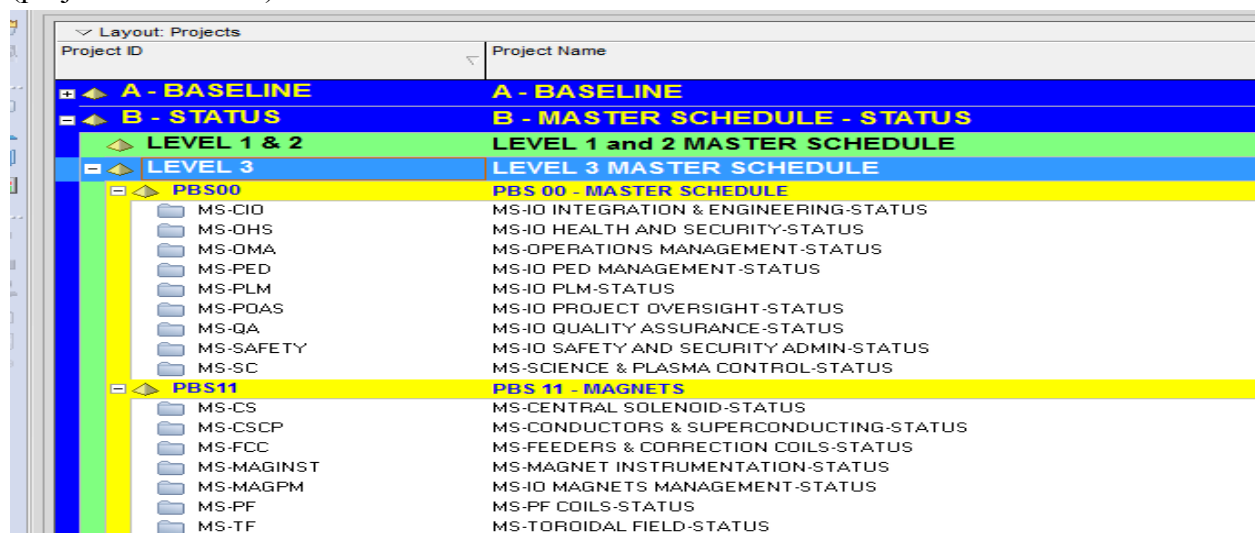 Layout: Projects
Project ID Project Name
A - BASELINE A - BASELINE
B - STATUS B - MASTER SCHEDULE - STATUS
LEVEL 1 & 2 LEVEL 1 and 2 MASTER SCHEDULE
LEVEL 3 LEVEL 3 MASTER SCHEDULE
PBS00 PBS 00 - MASTER SCHEDULE
MS-CIO MS-IO INTEGRATION & ENGINEERING-STATUS
MS-OHS MS-IO HEALTH AND SECURITY-STATUS
MS-OMA MS-OPERATIONS MANAGEMENT-STATUS
MS-PED MS-IO PED MANAGEMENT-STATUS
MS-PLM MS-IO PLM-STATUS
MS-POAS MS-IO PROJECT OVERSIGHT-STATUS
MS-QA MS-IO QUALITY ASSURANCE-STATUS
MS-SAFETY MS-IO SAFETY AND SECURITY ADMIN-STATUS
MS-SC MS-SCIENCE & PLASMA CONTROL-STATUS
PBS11 PBS 11 - MAGNETS
MS-CS MS-CENTRAL SOLENOID-STATUS
MS-CSCP MS-CONDUCTORS & SUPERCONDUCTING-STATUS
MS-FCC MS-FEEDERS & CORRECTION COILS-STATUS
MS-MAGINST MS-MAGNET INSTRUMENTATION-STATUS
MS-MAGPM MS-IO MAGNETS MANAGEMENT-STATUS
MS-PF MS-PF COILS-STATUS
MS-TF MS-TOROIDAL FIELD-STATUS